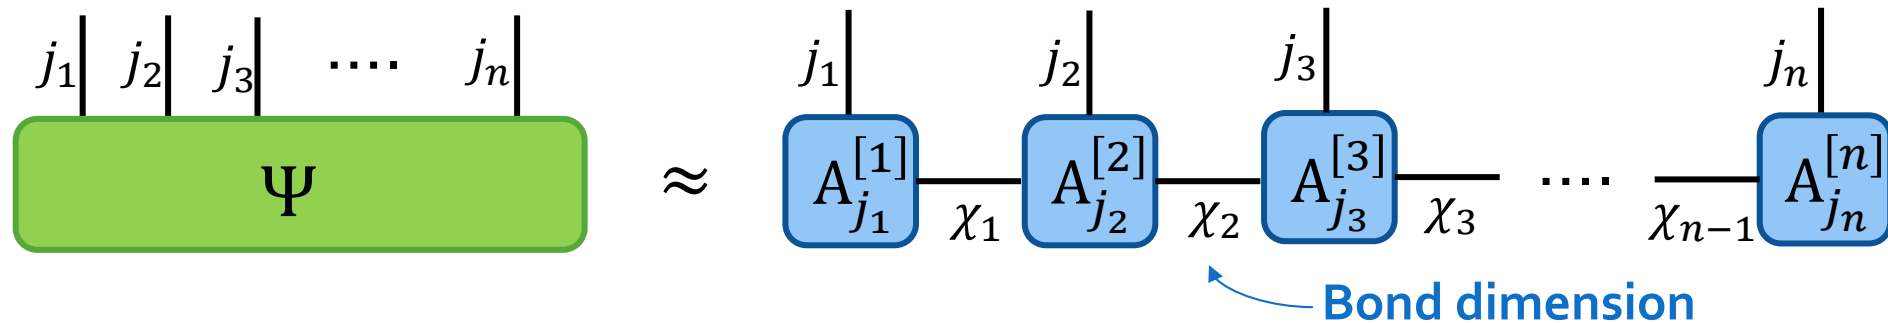 j₁ j₂ j₃ ···· jₙ j₁ j₂ j₃ jₙ
Ψ ≈ A^{[1]}_{j₁} χ₁ A^{[2]}_{j₂} χ₂ A^{[3]}_{j₃} χ₃ ···· χₙ₋₁ A^{[n]}_{jₙ}
Bond dimension